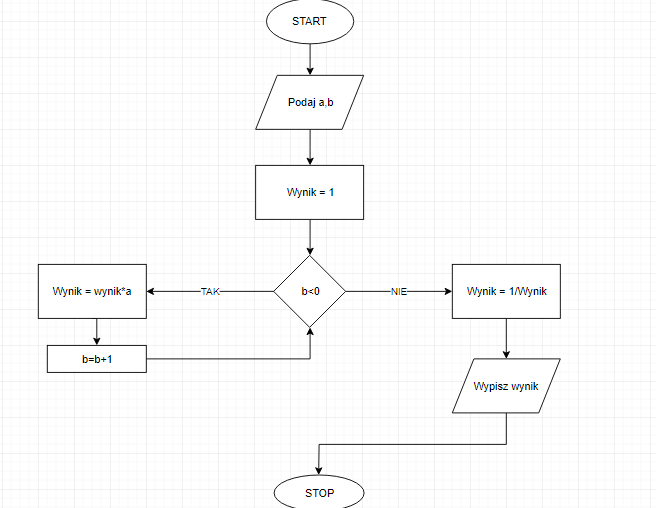 START
Podaj a,b
Wynik = 1
b<0
TAK
NIE
Wynik = wynik*a
b=b+1
Wynik = 1/Wynik
Wypisz wynik
STOP